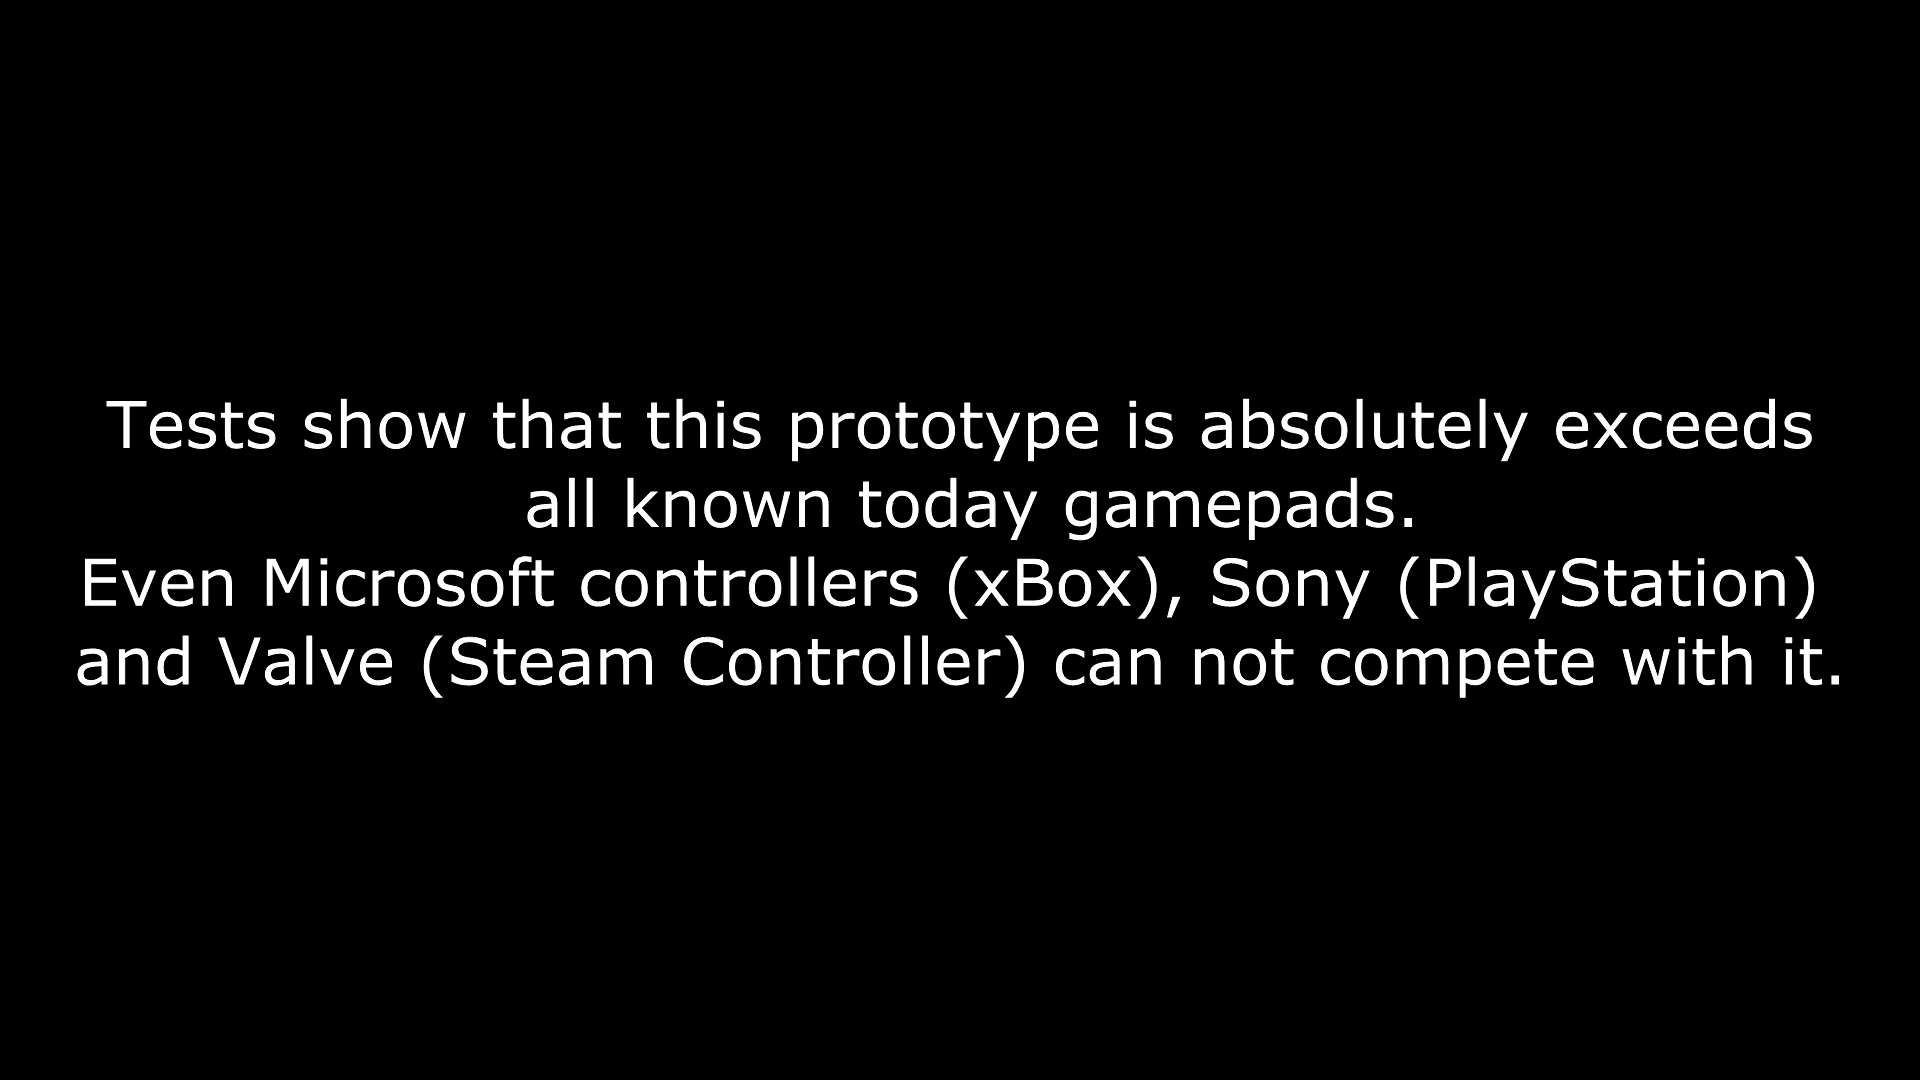 Tests show that this prototype is absolutely exceeds
all known today gamepads.
Even Microsoft controllers (xBox), Sony (PlayStation)
and Valve (Steam Controller) can not compete with it.